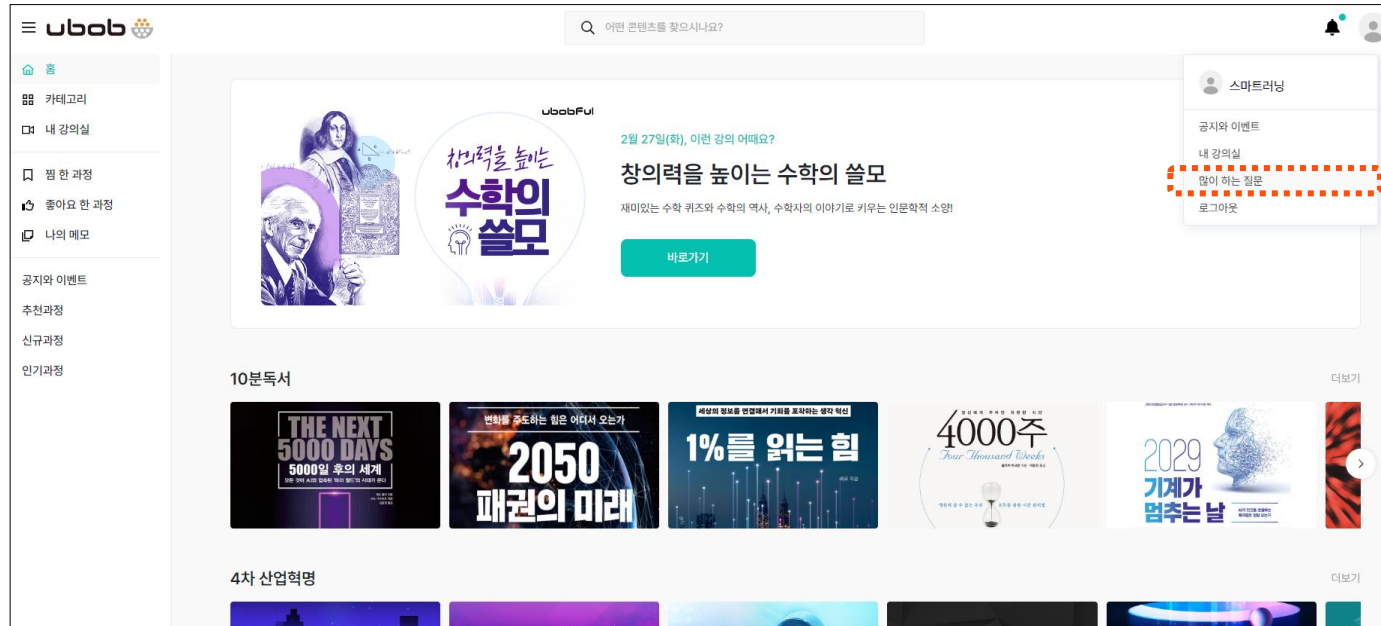 ubob
어떤 콘텐츠를 찾으시나요?
홈
카테고리
내 강의실
찜 한 과정
좋아요 한 과정
나의 메모
공지와 이벤트
추천과정
신규과정
인기과정
스마트러닝
공지와 이벤트
내 강의실
많이 하는 질문
로그아웃
ubobFul
창의력을 높이는
수학의
쓸모
2월 27일(화), 이런 강의 어때요?
창의력을 높이는 수학의 쓸모
재미있는 수학 퀴즈와 수학의 역사, 수학자의 이야기로 키우는 인문학적 소양!
바로가기
10분독서
더보기
THE NEXT
5000 DAYS
5000일 후의 세계
변화를 주도하는 힘은 어디서 오는가
2050
패권의 미래
세상의 정보를 연결해서 기회를 포착하는 생각 혁신
1%를 읽는 힘
4000주
Four Thousand Weeks
2029
기계가
멈추는 날
4차 산업혁명
더보기